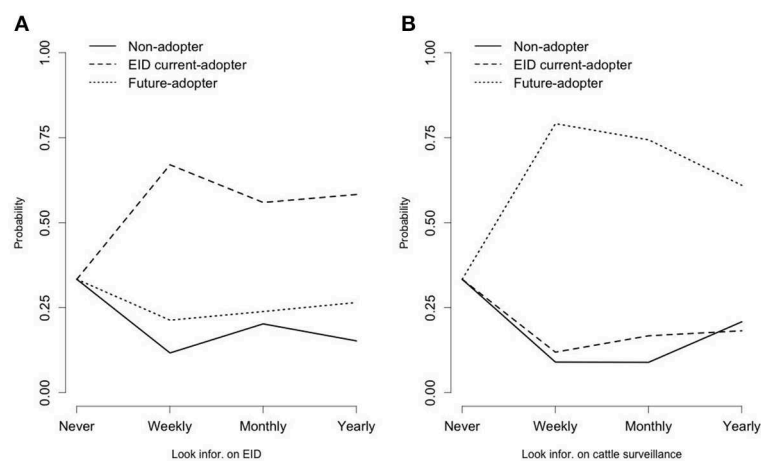 A
Non-adopter
EID current-adopter
Future-adopter
1.00
0.75
0.50
0.25
0.00
Probability
Never Weekly Monthly Yearly
Look infor. on EID
B
Non-adopter
EID current-adopter
Future-adopter
1.00
0.75
0.50
0.25
0.00
Probability
Never Weekly Monthly Yearly
Look infor. on cattle surveillance